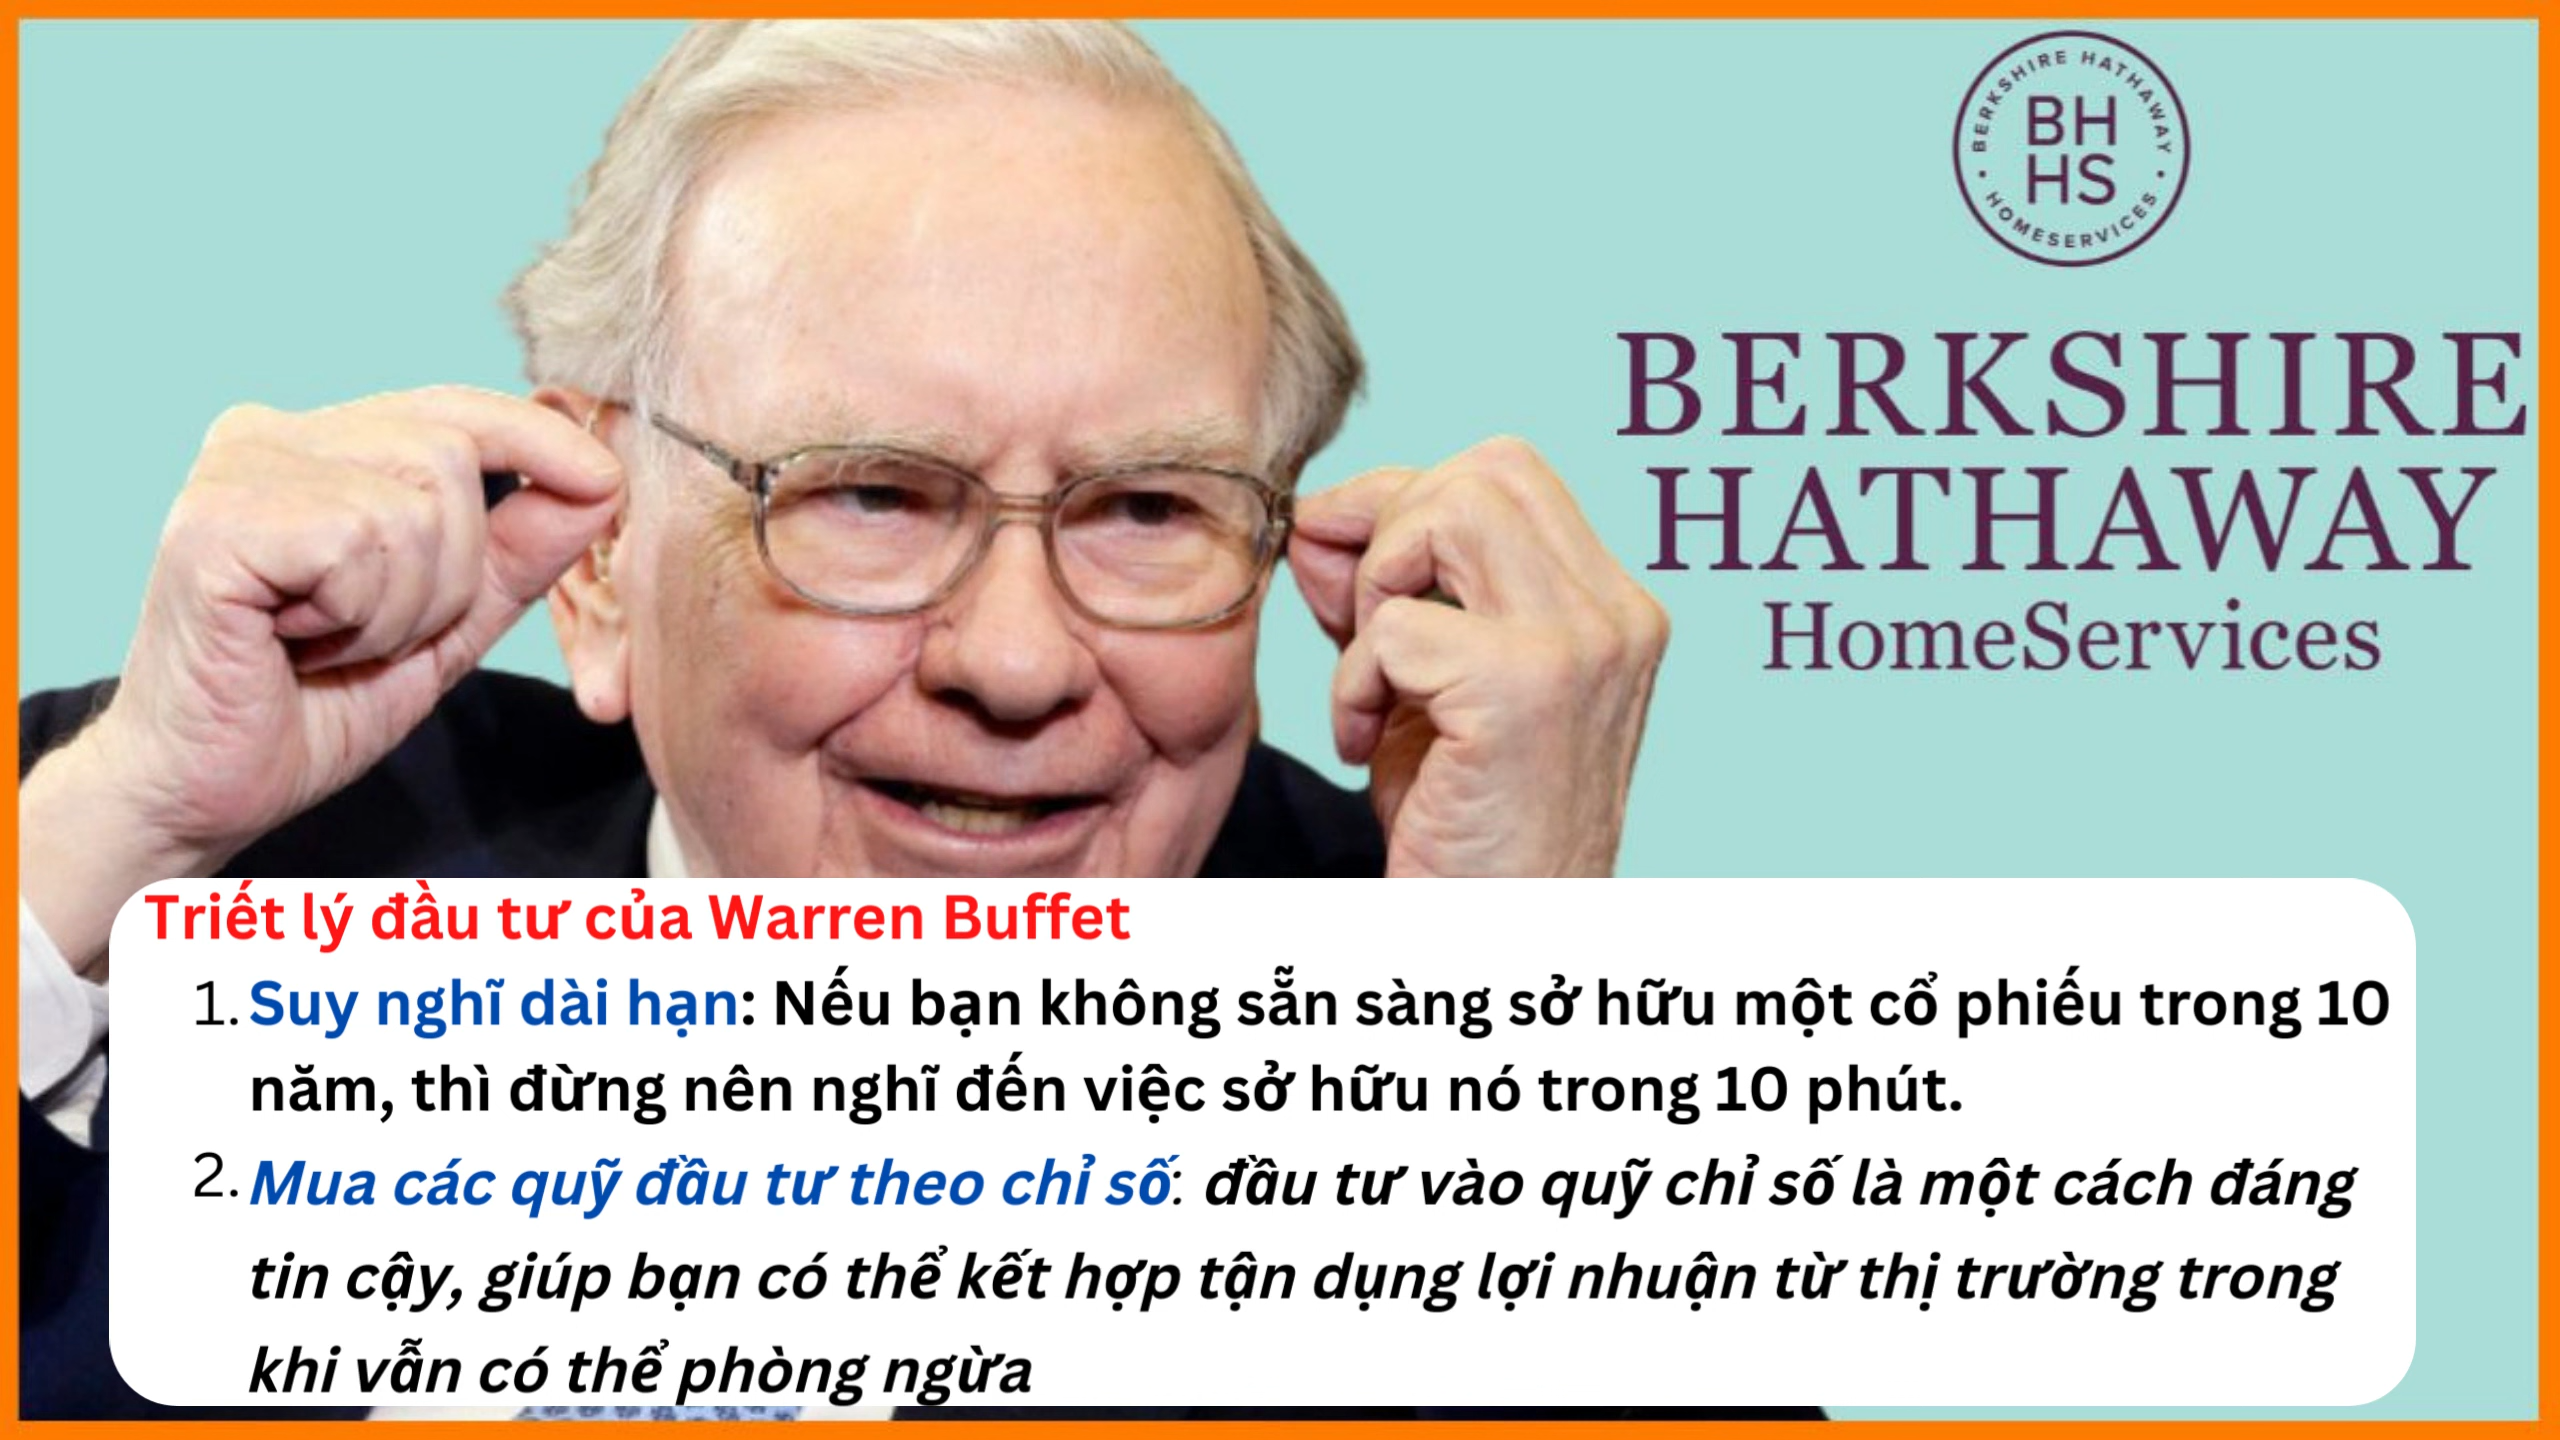 BERKSHIRE HATHAWAY
BH
HS
HOMESERVICES
BERKSHIRE
HATHAWAY
HomeServices
Triết lý đầu tư của Warren Buffet
1. Suy nghĩ dài hạn: Nếu bạn không sẵn sàng sở hữu một cổ phiếu trong 10
năm, thì đừng nên nghĩ đến việc sở hữu nó trong 10 phút.
2. Mua các quỹ đầu tư theo chỉ số: đầu tư vào quỹ chỉ số là một cách đáng
tin cậy, giúp bạn có thể kết hợp tận dụng lợi nhuận từ thị trường trong
khi vẫn có thể phòng ngừa